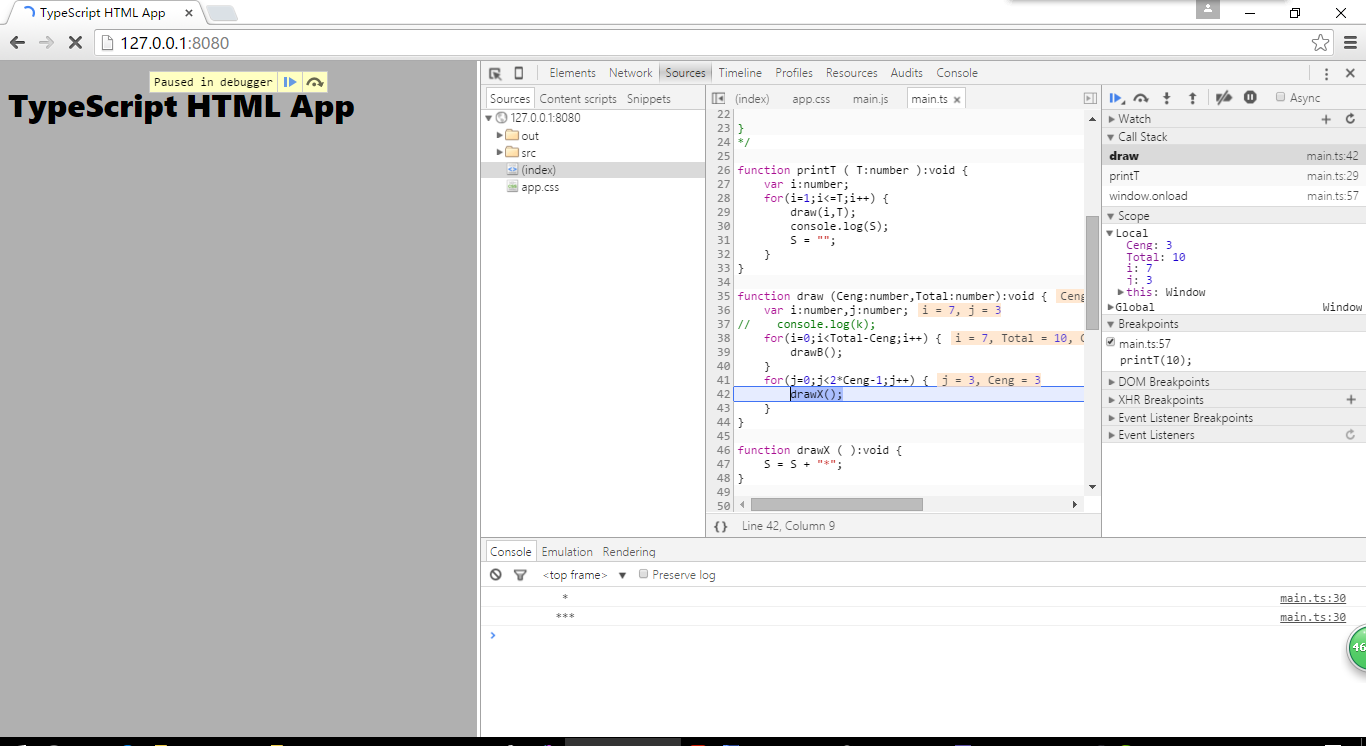 TypeScript HTML App
127.0.0.1:8080
Paused in debugger
TypeScript HTML App
Elements Network Sources Timeline Profiles Resources Audits Console
Sources Content scripts Snippets
127.0.0.1:8080
out
src
(index)
app.css
(index) app.css main.js main.ts
22
23 }
24 */
25
26 function printT ( T:number ):void {
27 var i:number;
28 for(i=1;i<=T;i++) {
29 draw(i,T);
30 console.log(S);
31 S = "";
32 }
33 }
34
35 function draw (Ceng:number,Total:number):void { Ceng
36 var i:number,j:number; i = 7, j = 3
37 // console.log(k);
38 for(i=0;i<Total-Ceng;i++) { i = 7, Total = 10, C
39 drawB();
40 }
41 for(j=0;j<2*Ceng-1;j++) { j = 3, Ceng = 3
42 drawX();
43 }
44 }
45
46 function drawX ( ):void {
47 S = S + "*";
48 }
49
50
{} Line 42, Column 9
Async
Watch
Call Stack
draw main.ts:42
printT main.ts:29
window.onload main.ts:57
Scope
Local
Ceng: 3
Total: 10
i: 7
j: 3
this: Window
Global Window
Breakpoints
main.ts:57
printT(10);
DOM Breakpoints
XHR Breakpoints
Event Listener Breakpoints
Event Listeners
Console Emulation Rendering
<top frame> Preserve log
* main.ts:30
*** main.ts:30
46